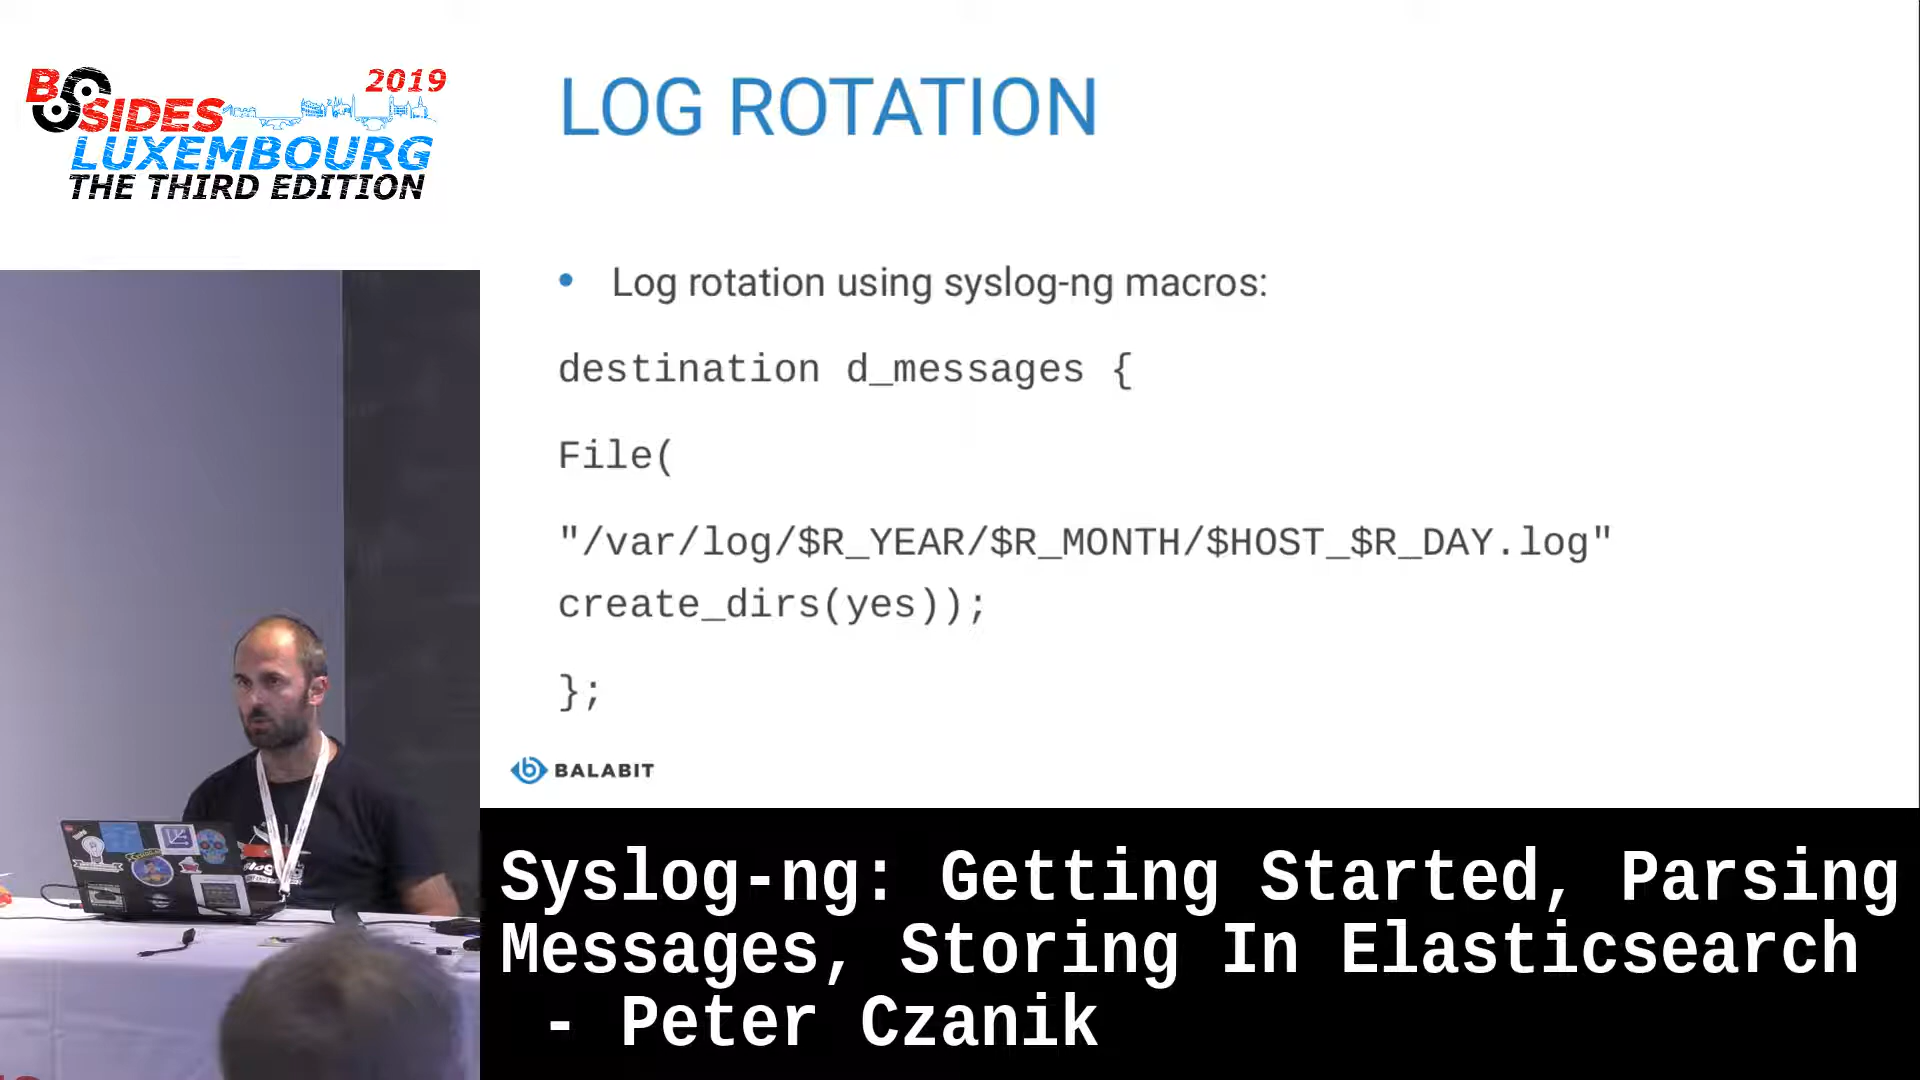 2019
BSIDES
LUXEMBOURG
THE THIRD EDITION
LOG ROTATION
• Log rotation using syslog-ng macros:
destination d_messages {
File(
"/var/log/$R_YEAR/$R_MONTH/$HOST_$R_DAY.log"
create_dirs(yes));
};
BALABIT
Syslog-ng: Getting Started, Parsing
Messages, Storing In Elasticsearch
- Peter Czanik